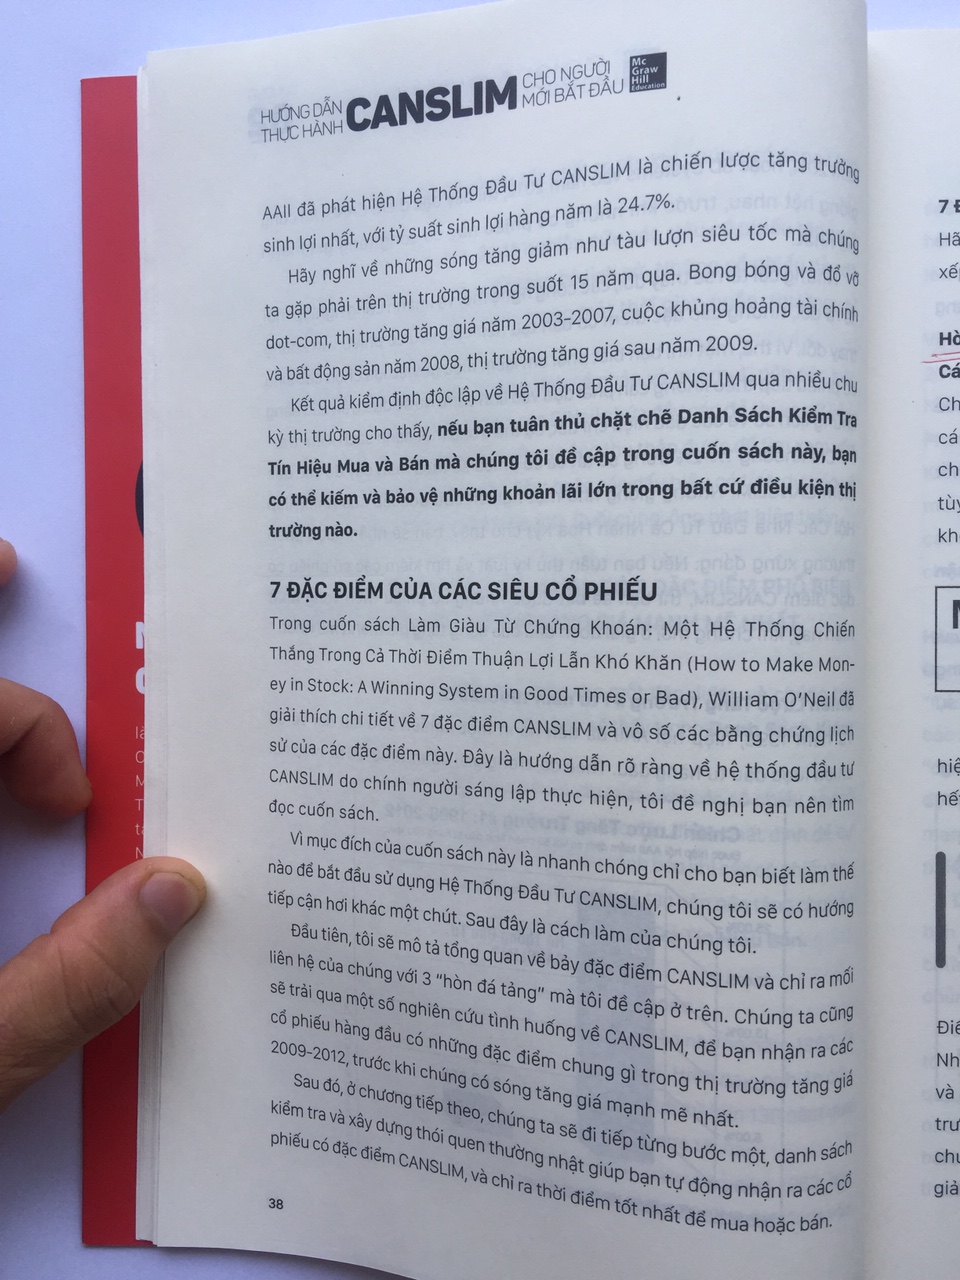 HƯỚNG DẪN
THỰC HÀNH
CANSLIM
CHO NGƯỜI
MỚI BẮT ĐẦU
Mc
Graw
Hill
Education
AAII đã phát hiện Hệ Thống Đầu Tư CANSLIM là chiến lược tăng trưởng
sinh lợi nhất, với tỷ suất sinh lợi hàng năm là 24.7%.
Hãy nghĩ về những sóng tăng giảm như tàu lượn siêu tốc mà chúng
ta gặp phải trên thị trường trong suốt 15 năm qua. Bong bóng và đổ vỡ
dot-com, thị trường tăng giá năm 2003-2007, cuộc khủng hoảng tài chính
và bất động sản năm 2008, thị trường tăng giá sau năm 2009.
Kết quả kiểm định độc lập về Hệ Thống Đầu Tư CANSLIM qua nhiều chu
kỳ thị trường cho thấy, nếu bạn tuân thủ chặt chẽ Danh Sách Kiểm Tra
Tín Hiệu Mua và Bán mà chúng tôi đề cập trong cuốn sách này, bạn
có thể kiếm và bảo vệ những khoản lãi lớn trong bất cứ điều kiện thị
trường nào.
7 ĐẶC ĐIỂM CỦA CÁC SIÊU CỔ PHIẾU
Trong cuốn sách Làm Giàu Từ Chứng Khoán: Một Hệ Thống Chiến
Thắng Trong Cả Thời Điểm Thuận Lợi Lẫn Khó Khăn (How to Make Mon-
ey in Stock: A Winning System in Good Times or Bad), William O'Neil đã
giải thích chi tiết về 7 đặc điểm CANSLIM và vô số các bằng chứng lịch
sử của các đặc điểm này. Đây là hướng dẫn rõ ràng về hệ thống đầu tư
CANSLIM do chính người sáng lập thực hiện, tôi đề nghị bạn nên tìm
đọc cuốn sách.
Vì mục đích của cuốn sách này là nhanh chóng chỉ cho bạn biết làm thế
nào để bắt đầu sử dụng Hệ Thống Đầu Tư CANSLIM, chúng tôi sẽ có hướng
tiếp cận hơi khác một chút. Sau đây là cách làm của chúng tôi.
Đầu tiên, tôi sẽ mô tả tổng quan về bảy đặc điểm CANSLIM và chỉ ra mối
liên hệ của chúng với 3 "hòn đá tảng" mà tôi đề cập ở trên. Chúng ta cũng
sẽ trải qua một số nghiên cứu tình huống về CANSLIM, để bạn nhận ra các
cổ phiếu hàng đầu có những đặc điểm chung gì trong thị trường tăng giá
2009-2012, trước khi chúng có sóng tăng giá mạnh mẽ nhất.
Sau đó, ở chương tiếp theo, chúng ta sẽ đi tiếp từng bước một, danh sách
kiểm tra và xây dựng thói quen thường nhật giúp bạn tự động nhận ra các cổ
phiếu có đặc điểm CANSLIM, và chỉ ra thời điểm tốt nhất để mua hoặc bán.
38